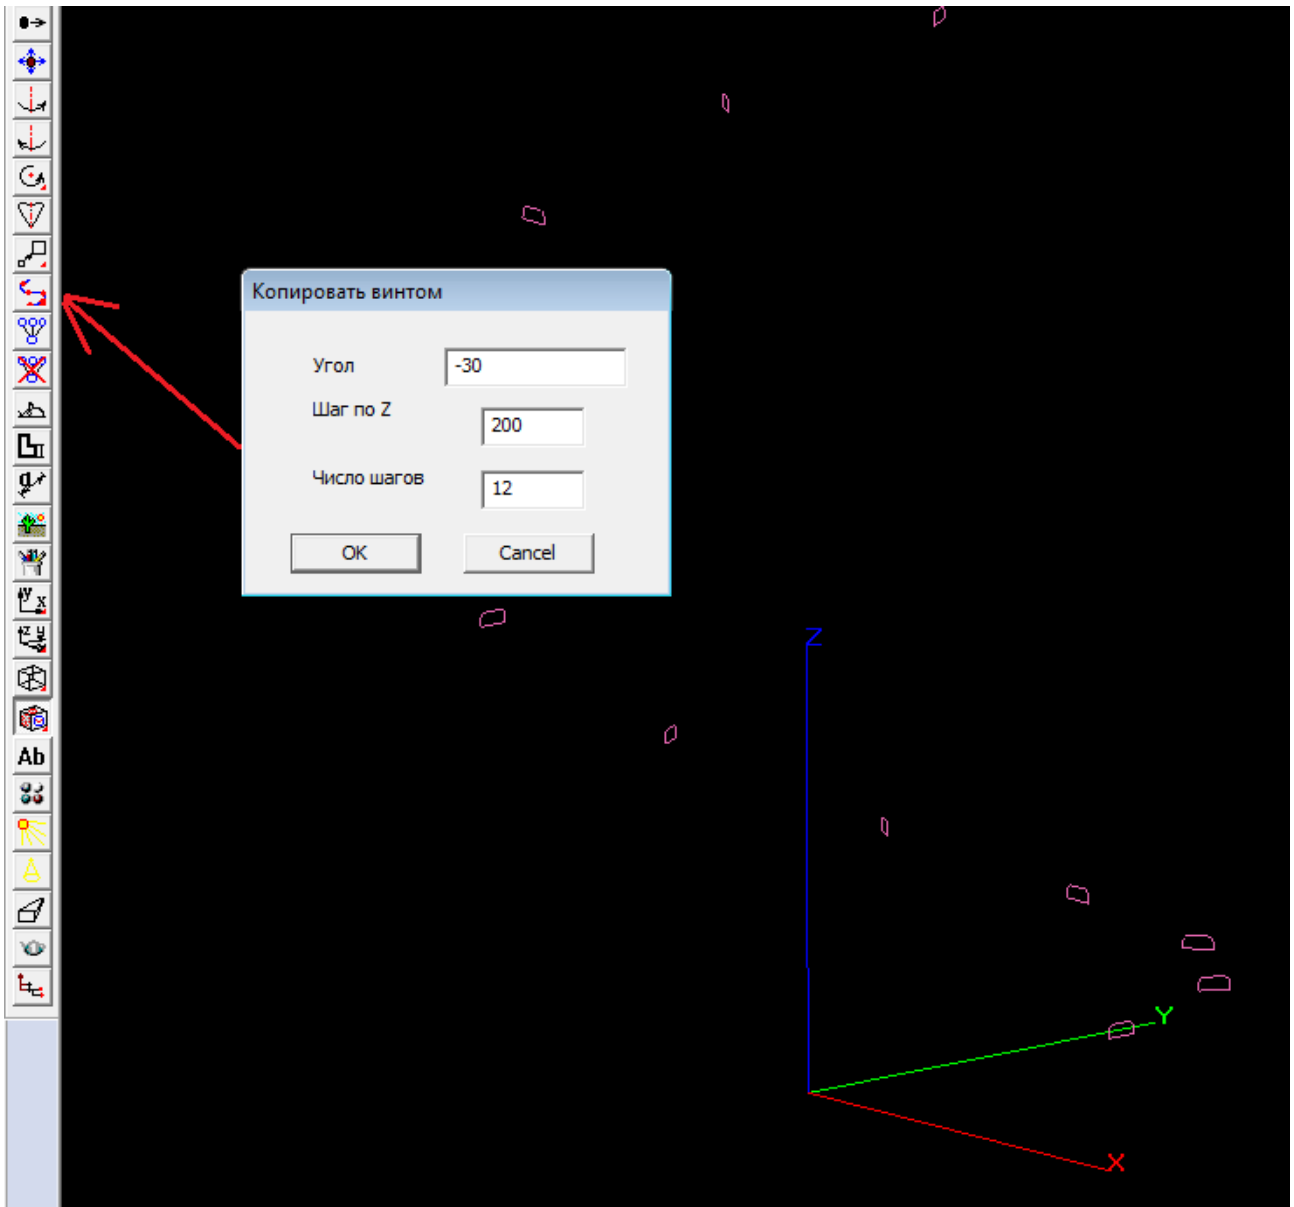 Копировать винтом
Угол
-30
Шаг по Z
200
Число шагов
12
OK
Cancel
y
x
z
y
Ab
Z
Y
X